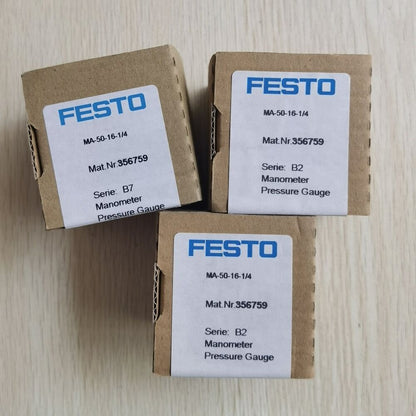 FESTO
MA-50-16-1/4
Mat.Nr.356759
Serie: B7
Manometer
Pressure Gauge
FESTO
MA-50-16-1/4
Mat.Nr.356759
Serie: B2
Manometer
Pressure Gauge
FESTO
MA-50-16-1/4
Mat.Nr.356759
Serie: B2
Manometer
Pressure Gauge